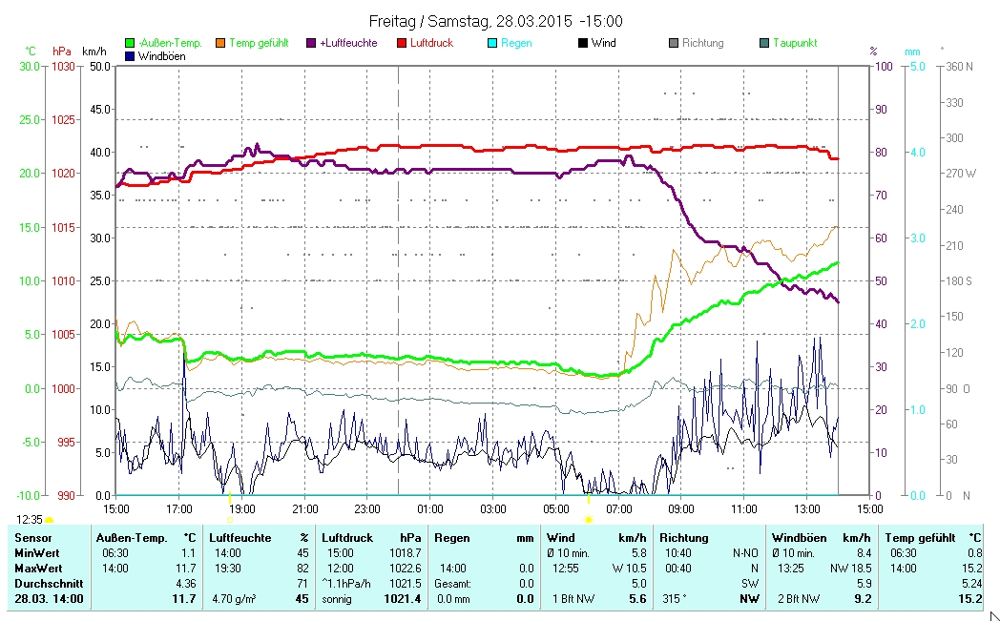 Freitag / Samstag, 28.03.2015 -15:00
-Außen-Temp. Temp gefühlt +Luftfeuchte Luftdruck Regen Wind Richtung Taupunkt
Windböen
°C hPa km/h % mm °
30.0 1030 50.0 100 5.0 360 N
45.0 90 330
25.0 1025
40.0 80 4.0 300
20.0 1020 270 W
35.0 70
240
15.0 1015 30.0 60 3.0
210
10.0 1010 25.0 50 180 S
20.0 40 2.0 150
5.0 1005
15.0 30 120
0.0 1000 90 O
10.0 20 1.0
60
-5.0 995
5.0 10 30
-10.0 990 0.0 0 0.0 0 N
15:00 17:00 19:00 21:00 23:00 01:00 03:00 05:00 07:00 09:00 11:00 13:00 15:00
12:35
Sensor Außen-Temp. °C Luftfeuchte % Luftdruck hPa Regen mm Wind km/h Richtung Windböen km/h Temp gefühlt °C
MinWert 06:30 1.1 14:00 45 15:00 1018.7 Ø 10 min. 5.8 10:40 N-NO Ø 10 min. 8.4 06:30 0.8
MaxWert 14:00 11.7 19:30 82 12:00 1022.6 14:00 0.0 12:55 W 10.5 00:40 N 13:25 NW 18.5 14:00 15.2
Durchschnitt 4.36 71 ^1.1hPa/h 1021.5 Gesamt: 0.0 5.0 SW 5.9 5.24
28.03. 14:00 11.7 4.70 g/m³ 45 sonnig 1021.4 0.0 mm 0.0 1 Bft NW 5.6 315 ° NW 2 Bft NW 9.2 15.2